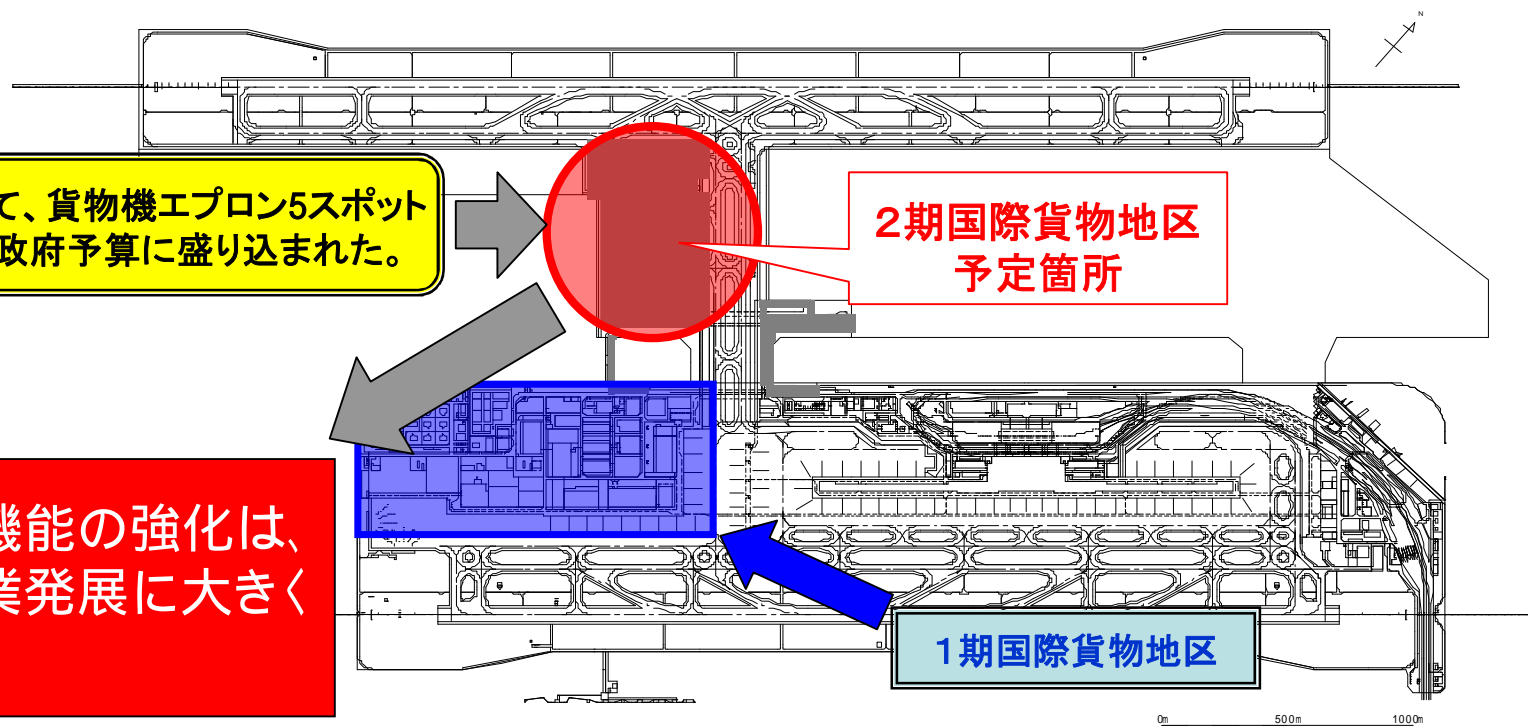 N
て、貨物機エプロン5スポット
政府予算に盛り込まれた。
2期国際貨物地区
予定箇所
機能の強化は、
業発展に大きく
1期国際貨物地区
0m 500m 1000m